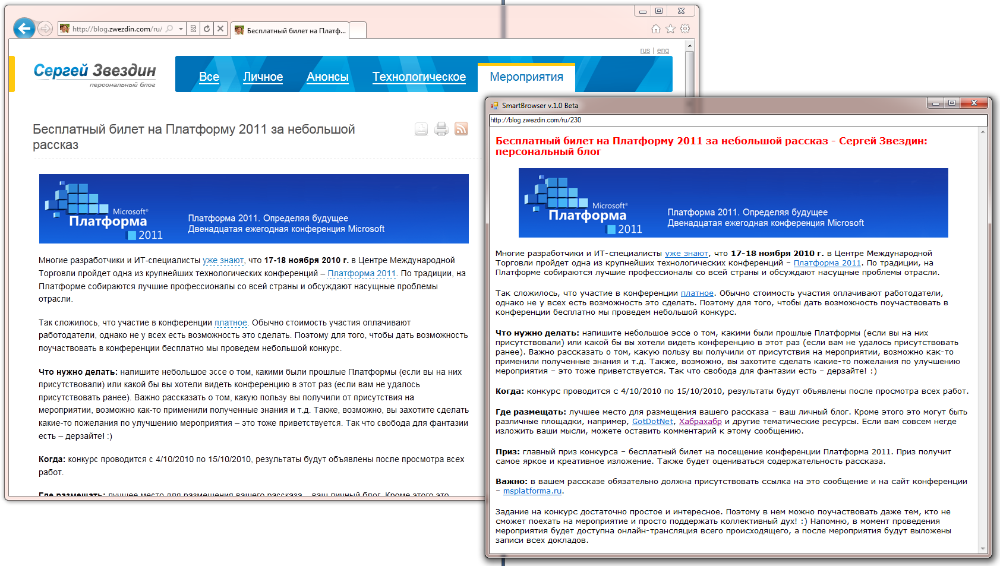 http://blog.zwezdin.com/ru/
Бесплатный билет на Платф...
rus | eng
Сергей Звездин
персональный блог
Все
Личное
Анонсы
Технологическое
Мероприятия
Бесплатный билет на Платформу 2011 за небольшой
рассказ
Microsoft®
Платформа
2011
Платформа 2011. Определяя будущее
Двенадцатая ежегодная конференция Microsoft
Многие разработчики и ИТ-специалисты уже знают, что 17-18 ноября 2010 г. в Центре Международной
Торговли пройдет одна из крупнейших технологических конференций – Платформа 2011. По традиции, на
Платформе собираются лучшие профессионалы со всей страны и обсуждают насущные проблемы
отрасли.
Так сложилось, что участие в конференции платное. Обычно стоимость участия оплачивают
работодатели, однако не у всех есть возможность это сделать. Поэтому для того, чтобы дать возможность
поучаствовать в конференции бесплатно мы проведем небольшой конкурс.
Что нужно делать: напишите небольшое эссе о том, какими были прошлые Платформы (если вы на них
присутствовали) или какой бы вы хотели видеть конференцию в этот раз (если вам не удалось
присутствовать ранее). Важно рассказать о том, какую пользу вы получили от присутствия на
мероприятии, возможно как-то применили полученные знания и т.д. Также, возможно, вы захотите сделать
какие-то пожелания по улучшению мероприятия – это тоже приветствуется. Так что свобода для фантазии
есть – дерзайте! :)
Когда: конкурс проводится с 4/10/2010 по 15/10/2010, результаты будут объявлены после просмотра всех
работ.
Где размещать: лучшее место для размещения вашего рассказа – ваш личный блог. Кроме этого это
SmartBrowser v.1.0 Beta
http://blog.zwezdin.com/ru/230
Бесплатный билет на Платформу 2011 за небольшой рассказ - Сергей Звездин:
персональный блог
Microsoft®
Платформа
2011
Платформа 2011. Определяя будущее
Двенадцатая ежегодная конференция Microsoft
Многие разработчики и ИТ-специалисты уже знают, что 17-18 ноября 2010 г. в Центре Международной
Торговли пройдет одна из крупнейших технологических конференций – Платформа 2011. По традиции, на
Платформе собираются лучшие профессионалы со всей страны и обсуждают насущные проблемы отрасли.
Так сложилось, что участие в конференции платное. Обычно стоимость участия оплачивают работодатели,
однако не у всех есть возможность это сделать. Поэтому для того, чтобы дать возможность поучаствовать в
конференции бесплатно мы проведем небольшой конкурс.
Что нужно делать: напишите небольшое эссе о том, какими были прошлые Платформы (если вы на них
присутствовали) или какой бы вы хотели видеть конференцию в этот раз (если вам не удалось присутствовать
ранее). Важно рассказать о том, какую пользу вы получили от присутствия на мероприятии, возможно как-то
применили полученные знания и т.д. Также, возможно, вы захотите сделать какие-то пожелания по улучшению
мероприятия – это тоже приветствуется. Так что свобода для фантазии есть – дерзайте! :)
Когда: конкурс проводится с 4/10/2010 по 15/10/2010, результаты будут объявлены после просмотра всех работ.
Где размещать: лучшее место для размещения вашего рассказа – ваш личный блог. Кроме этого это могут быть
различные площадки, например, GotDotNet, Хабрахабр и другие тематические ресурсы. Если вам совсем негде
изложить ваши мысли, можете оставить комментарий к этому сообщению.
Приз: главный приз конкурса – бесплатный билет на посещение конференции Платформа 2011. Приз получит
самое яркое и креативное изложение. Также будет оцениваться содержательность рассказа.
Важно: в вашем рассказе обязательно должна присутствовать ссылка на это сообщение и на сайт конференции
– msplatforma.ru.
Задание на конкурс достаточно простое и интересное. Поэтому в нем можно поучаствовать даже тем, кто не
сможет поехать на мероприятие и просто поддержать коллективный дух! :) Напомню, в момент проведения
мероприятия будет доступна онлайн-трансляция всего происходящего, а после мероприятия будут выложены
записи всех докладов.